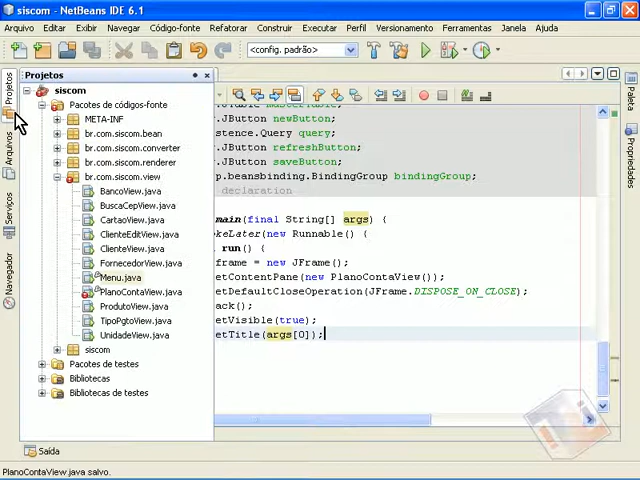 siscom - NetBeans IDE 6.1
Arquivo Editar Exibir Navegar Código-fonte Refatorar Construir Executar Perfil Versionamento Ferramentas Janela Ajuda
<config. padrão>
Projetos
Arquivos
Serviços
Navegador
Projetos
siscom
Pacotes de códigos-fonte
META-INF
br.com.siscom.bean
br.com.siscom.converter
br.com.siscom.renderer
br.com.siscom.view
BancoView.java
BuscaCepView.java
CartaoView.java
ClienteEditView.java
ClienteView.java
FornecedorView.java
Menu.java
PlanoContaView.java
ProdutoView.java
TipoPgtoView.java
UnidadeView.java
siscom
Pacotes de testes
Bibliotecas
Bibliotecas de testes
.JButton newButton;
stence.Query query;
.JButton refreshButton;
.JButton saveButton;
p.beansbinding.BindingGroup bindingGroup;
declaration
main(final String[] args) {
okeLater(new Runnable() {
run() {
frame = new JFrame();
etContentPane(new PlanoContaView());
etDefaultCloseOperation(JFrame.DISPOSE_ON_CLOSE);
ack();
etVisible(true);
etTitle(args[0]);
Paleta
Propriedades
Saída
PlanoContaView.java salvo.